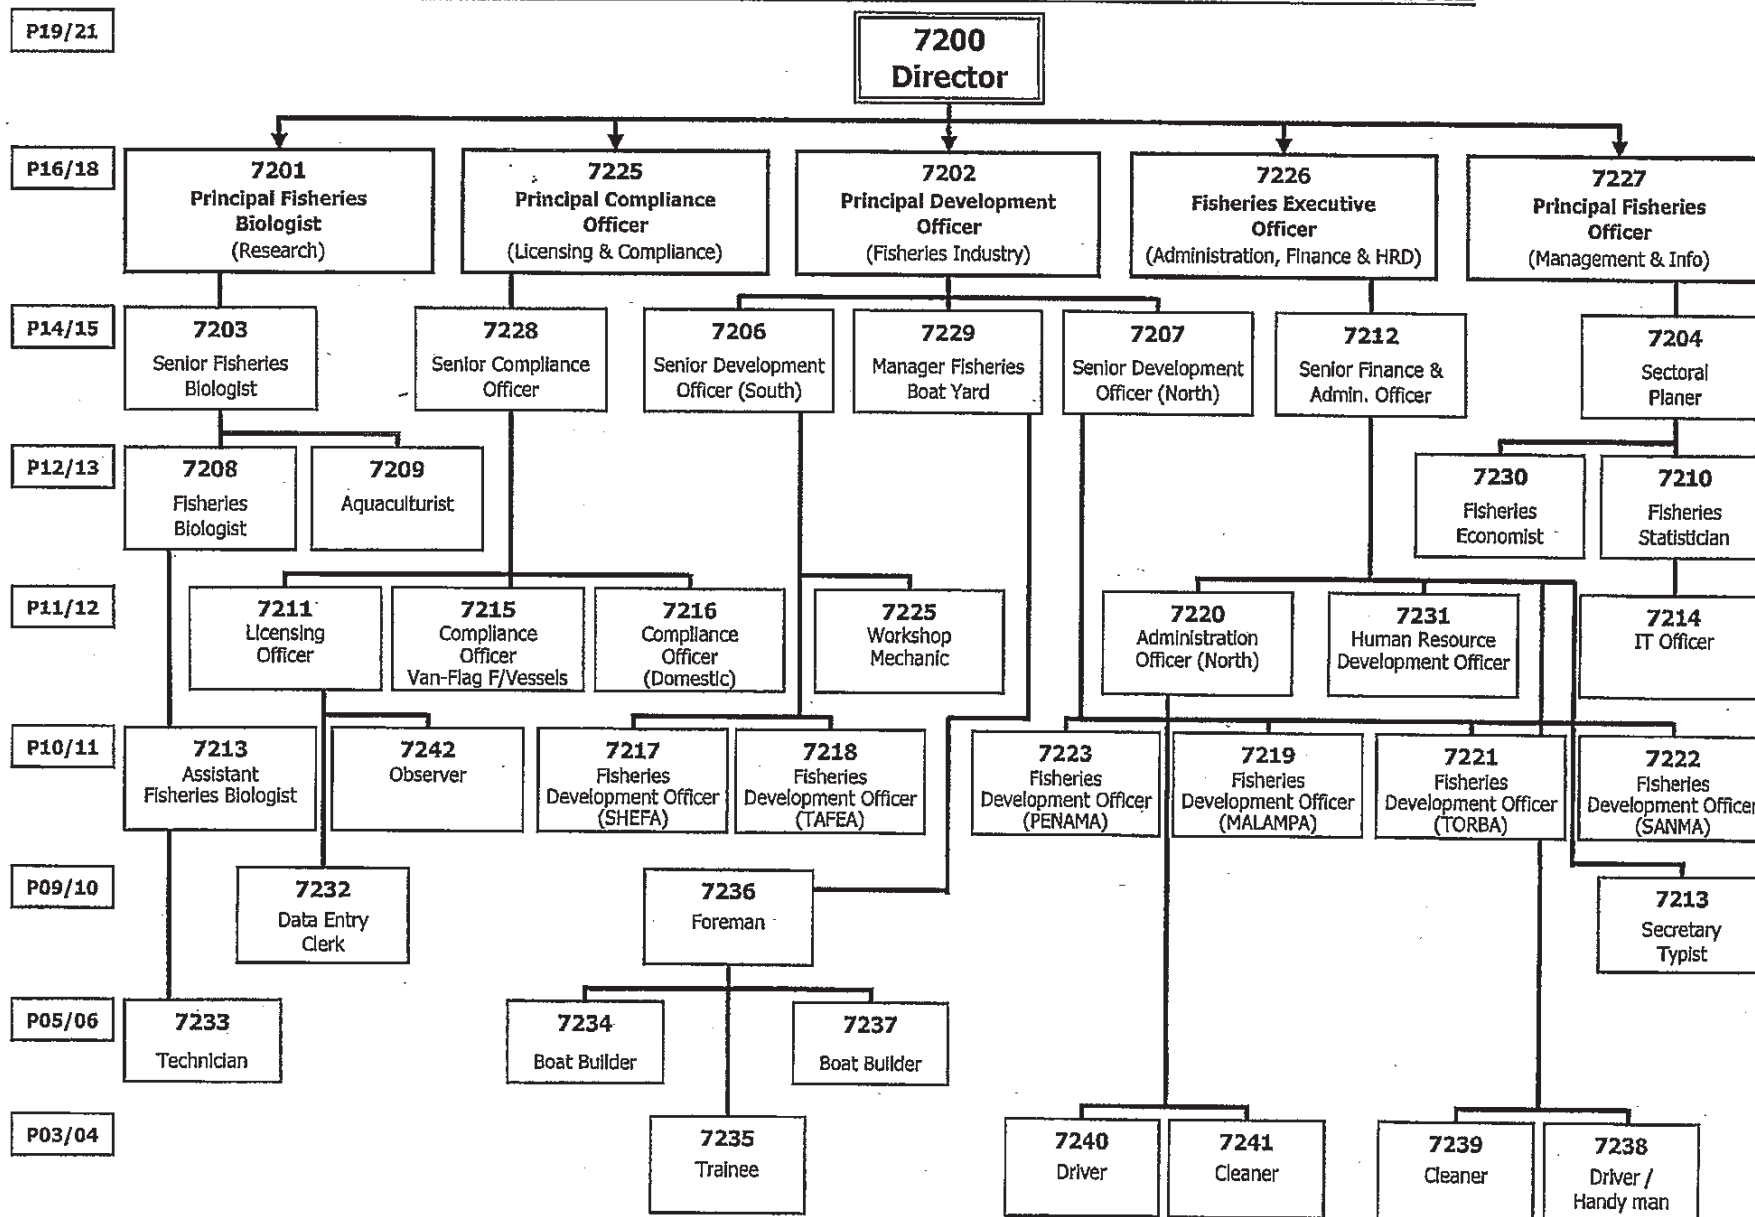 P19/21
7200
Director
P16/18
7201
Principal Fisheries
Biologist
(Research)
7225
Principal Compliance
Officer
(Licensing & Compliance)
7202
Principal Development
Officer
(Fisheries Industry)
7226
Fisheries Executive
Officer
(Administration, Finance & HRD)
7227
Principal Fisheries
Officer
(Management & Info)
P14/15
7203
Senior Fisheries
Biologist
7228
Senior Compliance
Officer
7206
Senior Development
Officer (South)
7229
Manager Fisheries
Boat Yard
7207
Senior Development
Officer (North)
7212
Senior Finance &
Admin. Officer
7204
Sectoral
Planer
P12/13
7208
Fisheries
Biologist
7209
Aquaculturist
7230
Fisheries
Economist
7210
Fisheries
Statistician
P11/12
7211
Licensing
Officer
7215
Compliance
Officer
Van-Flag F/Vessels
7216
Compliance
Officer
(Domestic)
7225
Workshop
Mechanic
7220
Administration
Officer (North)
7231
Human Resource
Development Officer
7214
IT Officer
P10/11
7213
Assistant
Fisheries Biologist
7242
Observer
7217
Fisheries
Development Officer
(SHEFA)
7218
Fisheries
Development Officer
(TAFEA)
7223
Fisheries
Development Officer
(PENAMA)
7219
Fisheries
Development Officer
(MALAMPA)
7221
Fisheries
Development Officer
(TORBA)
7222
Fisheries
Development Officer
(SANMA)
P09/10
7232
Data Entry
Clerk
7236
Foreman
7213
Secretary
Typist
P05/06
7233
Technician
7234
Boat Builder
7237
Boat Builder
P03/04
7235
Trainee
7240
Driver
7241
Cleaner
7239
Cleaner
7238
Driver /
Handy man